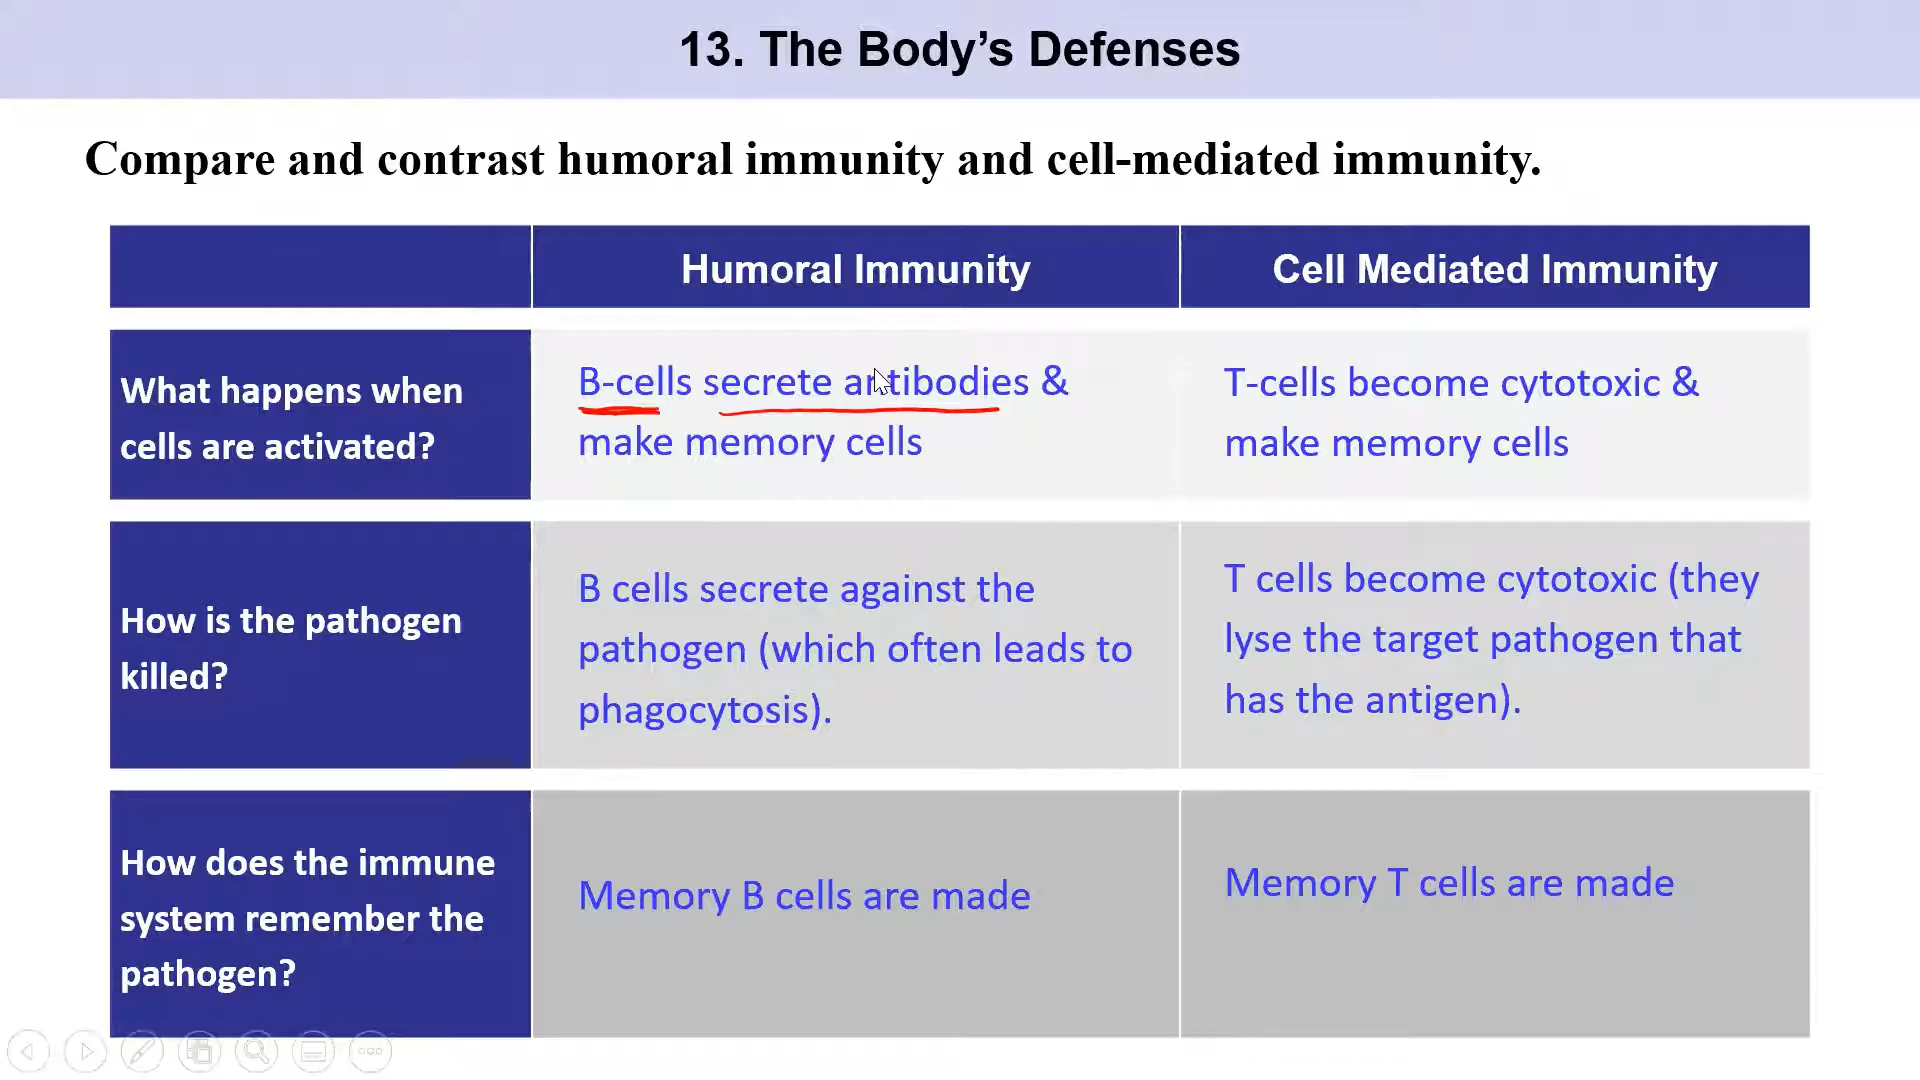 13. The Body’s Defenses
Compare and contrast humoral immunity and cell-mediated immunity.
Humoral Immunity
Cell Mediated Immunity
What happens when
cells are activated?
B-cells secrete antibodies &
make memory cells
T-cells become cytotoxic &
make memory cells
How is the pathogen
killed?
B cells secrete against the
pathogen (which often leads to
phagocytosis).
T cells become cytotoxic (they
lyse the target pathogen that
has the antigen).
How does the immune
system remember the
pathogen?
Memory B cells are made
Memory T cells are made